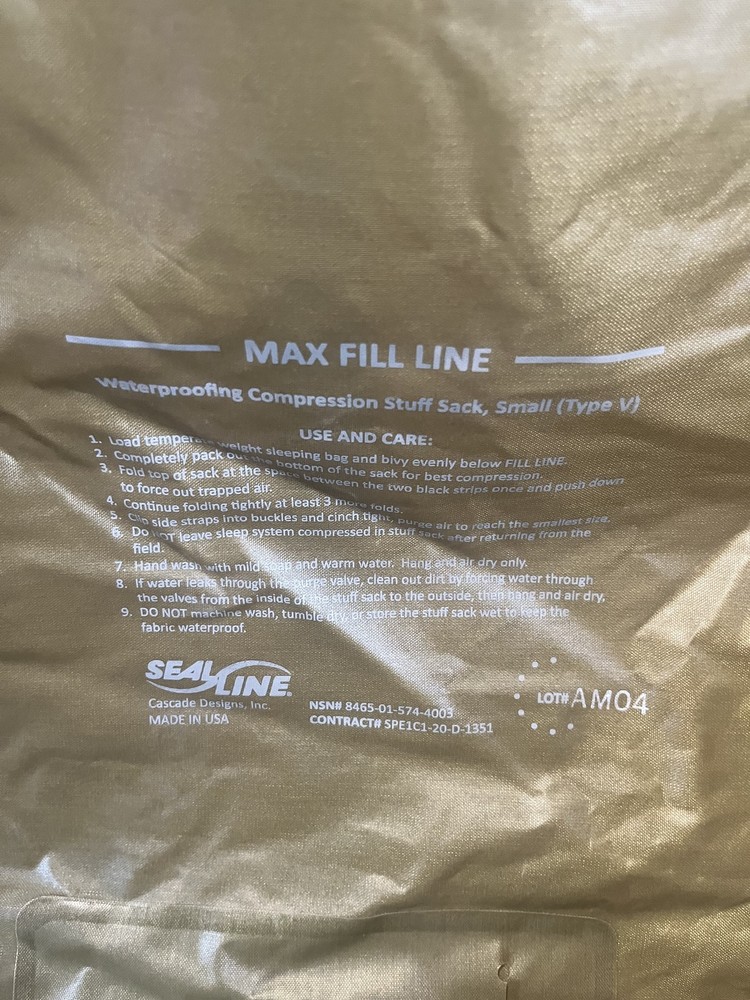 MAX FILL LINE
Waterproofing Compression Stuff Sack, Small (Type V)
USE AND CARE:
1. Load temperate weight sleeping bag and bivy evenly below FILL LINE.
2. Completely pack out the bottom of the sack for best compression.
3. Fold top of sack at the space between the two black strips once and push down
to force out trapped air.
4. Continue folding tightly at least 3 more folds.
5. Clip side straps into buckles and cinch tight, purge air to reach the smallest size.
6. Do NOT leave sleep system compressed in stuff sack after returning from the
field.
7. Hand wash with mild soap and warm water. Hang and air dry only.
8. If water leaks through the purge valve, clean out dirt by forcing water through
the valves from the inside of the stuff sack to the outside, then hang and air dry,
9. DO NOT machine wash, tumble dry, or store the stuff sack wet to keep the
fabric waterproof.
SEALLINE.
Cascade Designs, Inc.
MADE IN USA
NSN# 8465-01-574-4003
CONTRACT# SPE1C1-20-D-1351
LOT# AM04